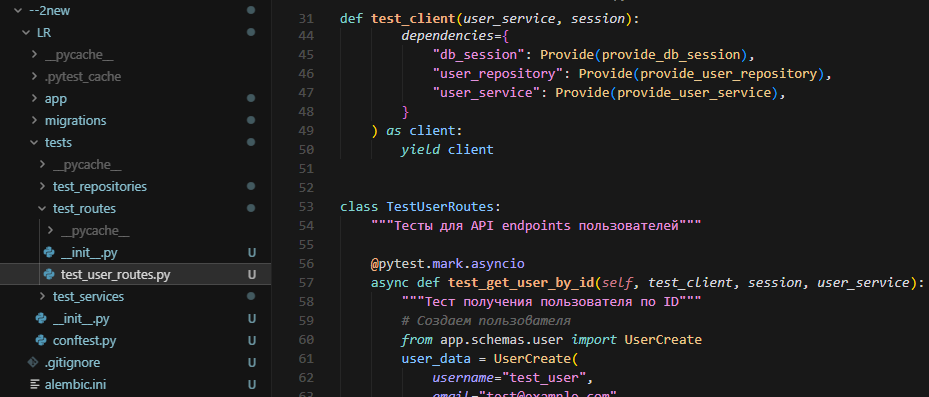 --2new
LR
__pycache__
.pytest_cache
app
migrations
tests
__pycache__
test_repositories
test_routes
__pycache__
__init__.py U
test_user_routes.py U
test_services
__init__.py U
conftest.py U
.gitignore U
alembic.ini U
31 def test_client(user_service, session):
44 dependencies={
45 "db_session": Provide(provide_db_session),
46 "user_repository": Provide(provide_user_repository),
47 "user_service": Provide(provide_user_service),
48 }
49 ) as client:
50 yield client
51
52
53 class TestUserRoutes:
54 """Тесты для API endpoints пользователей"""
55
56 @pytest.mark.asyncio
57 async def test_get_user_by_id(self, test_client, session, user_service):
58 """Тест получения пользователя по ID"""
59 # Создаем пользователя
60 from app.schemas.user import UserCreate
61 user_data = UserCreate(
62 username="test_user",
63 email="test@example.com"